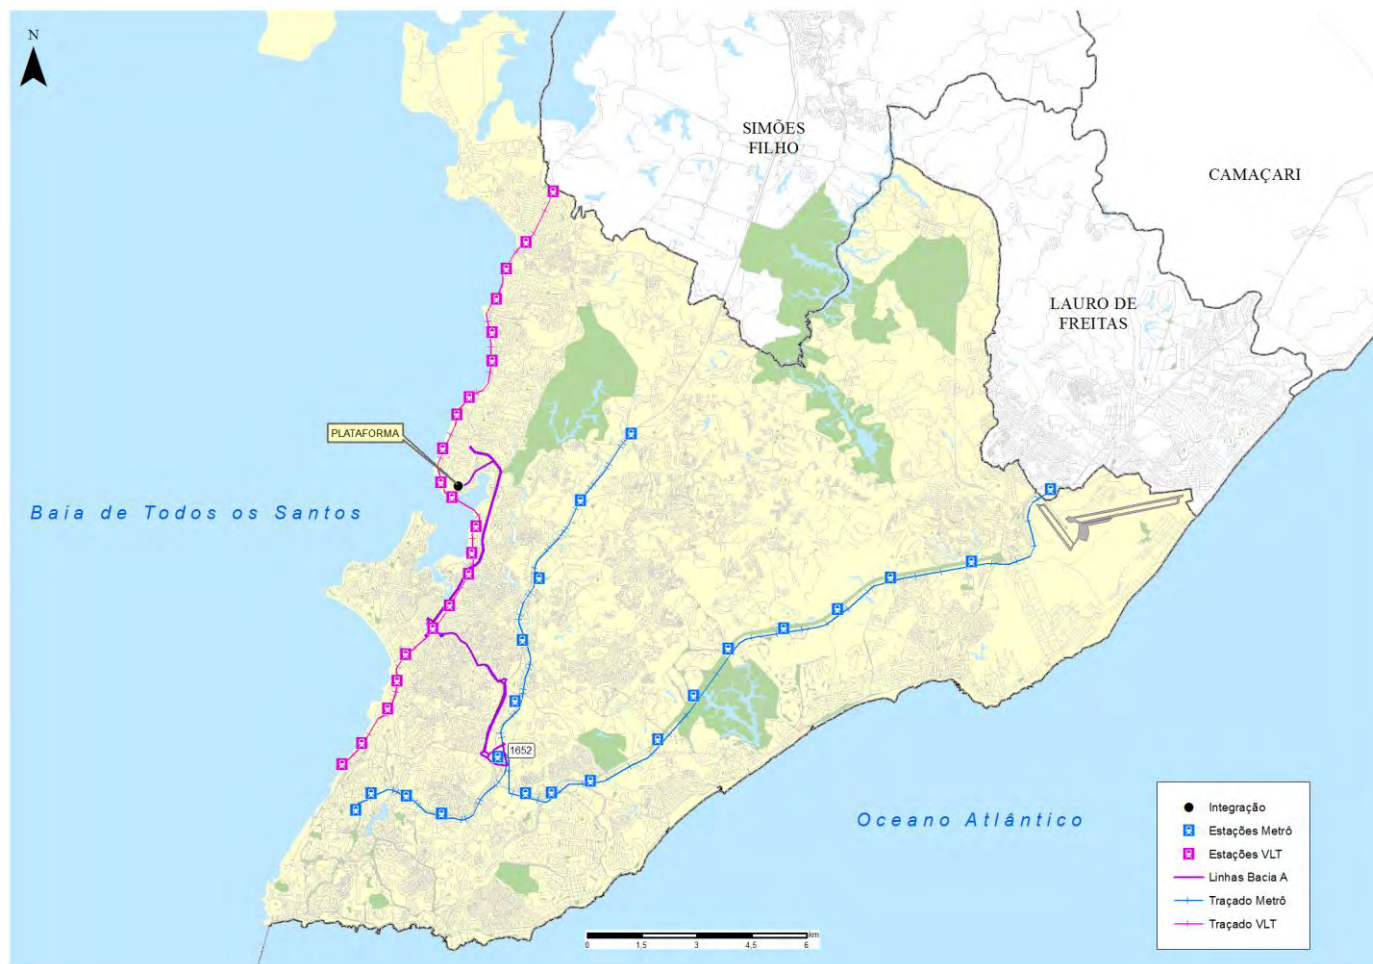 N
SIMÕES
FILHO
CAMAÇARI
LAURO DE
FREITAS
PLATAFORMA
Baia de Todos os Santos
1652
Oceano Atlântico
Integração
Estações Metrô
Estações VLT
Linhas Bacia A
Traçado Metrô
Traçado VLT
km
0 1,5 3 4,5 6